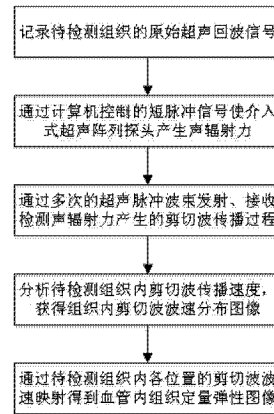 记录待检测组织的原始超声回波信号
通过计算机控制的短脉冲信号使介入
式超声阵列探头产生声辐射力
通过多次的超声脉冲波束发射、接收
检测声辐射力产生的剪切波传播过程
分析待检测组织内剪切波传播速度，
获得组织内剪切波波速分布图像
通过待检测组织内各位置的剪切波波
速映射得到血管内组织定量弹性图像